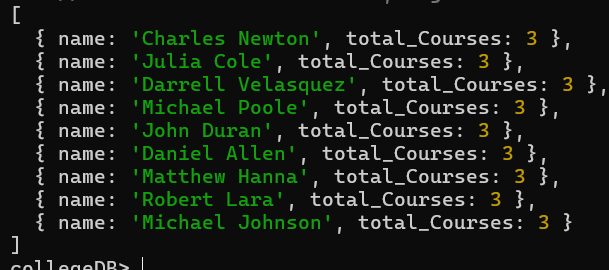 [
  { name: 'Charles Newton', total_Courses: 3 },
  { name: 'Julia Cole', total_Courses: 3 },
  { name: 'Darrell Velasquez', total_Courses: 3 },
  { name: 'Michael Poole', total_Courses: 3 },
  { name: 'John Duran', total_Courses: 3 },
  { name: 'Daniel Allen', total_Courses: 3 },
  { name: 'Matthew Hanna', total_Courses: 3 },
  { name: 'Robert Lara', total_Courses: 3 },
  { name: 'Michael Johnson', total_Courses: 3 }
]
collegeDB>